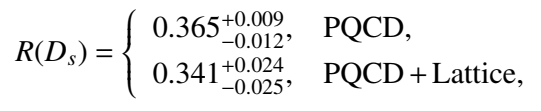 R(D_s) = { 0.365^{+0.009}_{-0.012}, PQCD,
0.341^{+0.024}_{-0.025}, PQCD + Lattice,